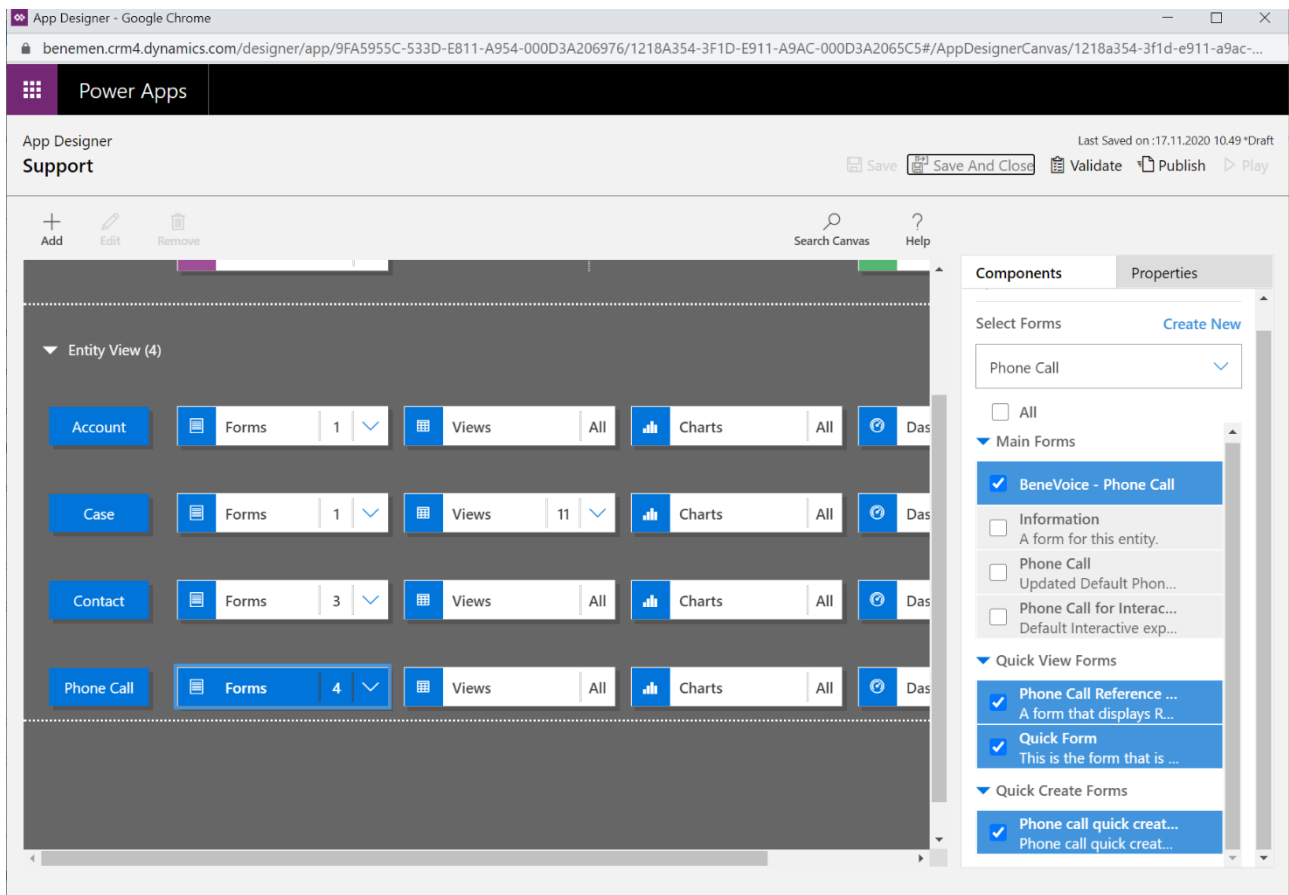 App Designer - Google Chrome
benemen.crm4.dynamics.com/designer/app/9FA5955C-533D-E811-A954-000D3A206976/1218A354-3F1D-E911-A9AC-000D3A2065C5#/AppDesignerCanvas/1218a354-3f1d-e911-a9ac-...
Power Apps
App Designer
Last Saved on :17.11.2020 10.49 *Draft
Support
Save Save And Close Validate Publish Play
Add Edit Remove Search Canvas ? Help
Components Properties
Select Forms Create New
Phone Call
All
Main Forms
BeneVoice - Phone Call
Information
A form for this entity.
Phone Call
Updated Default Phon...
Phone Call for Interac...
Default Interactive exp...
Quick View Forms
Phone Call Reference ...
A form that displays R...
Quick Form
This is the form that is ...
Quick Create Forms
Phone call quick creat...
Phone call quick creat...
Entity View (4)
Account Forms 1 Views All Charts All Das
Case Forms 1 Views 11 Charts All Das
Contact Forms 3 Views All Charts All Das
Phone Call Forms 4 Views All Charts All Das